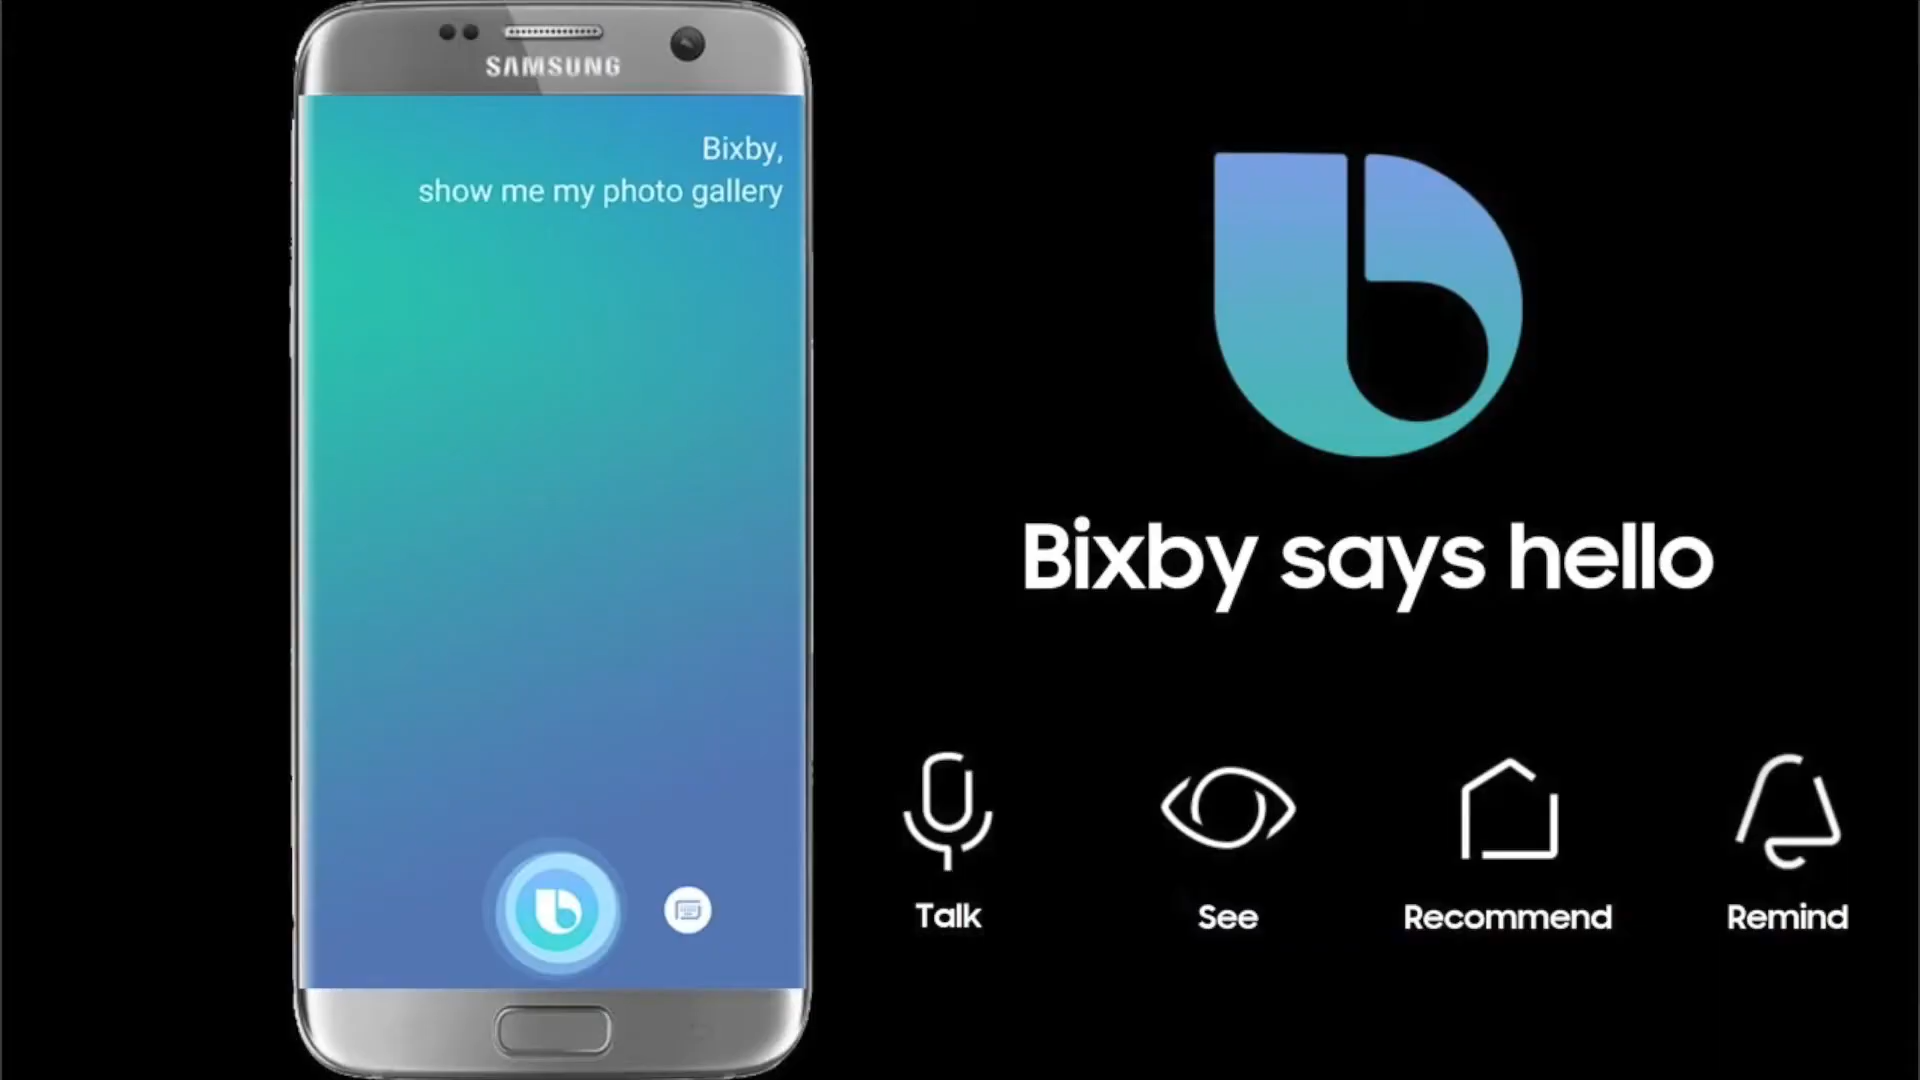 SAMSUNG
Bixby,
show me my photo gallery
Bixby says hello
Talk
See
Recommend
Remind